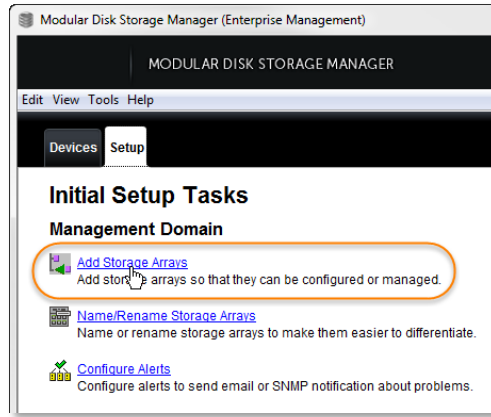 Modular Disk Storage Manager (Enterprise Management)
MODULAR DISK STORAGE MANAGER
Edit View Tools Help
Devices Setup
Initial Setup Tasks
Management Domain
Add Storage Arrays
Add storage arrays so that they can be configured or managed.
Name/Rename Storage Arrays
Name or rename storage arrays to make them easier to differentiate.
Configure Alerts
Configure alerts to send email or SNMP notification about problems.